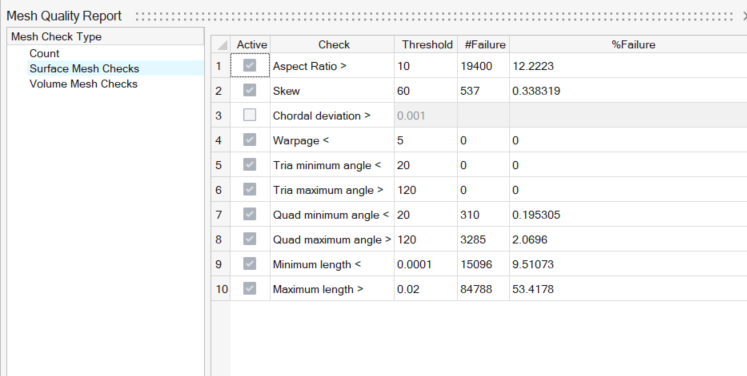 Mesh Quality Report
Mesh Check Type
Count
Surface Mesh Checks
Volume Mesh Checks
Active Check Threshold #Failure %Failure
1 Aspect Ratio > 10 19400 12.2223
2 Skew 60 537 0.338319
3 Chordal deviation > 0.001
4 Warpage < 5 0 0
5 Tria minimum angle < 20 0 0
6 Tria maximum angle > 120 0 0
7 Quad minimum angle < 20 310 0.195305
8 Quad maximum angle > 120 3285 2.0696
9 Minimum length < 0.0001 15096 9.51073
10 Maximum length > 0.02 84788 53.4178